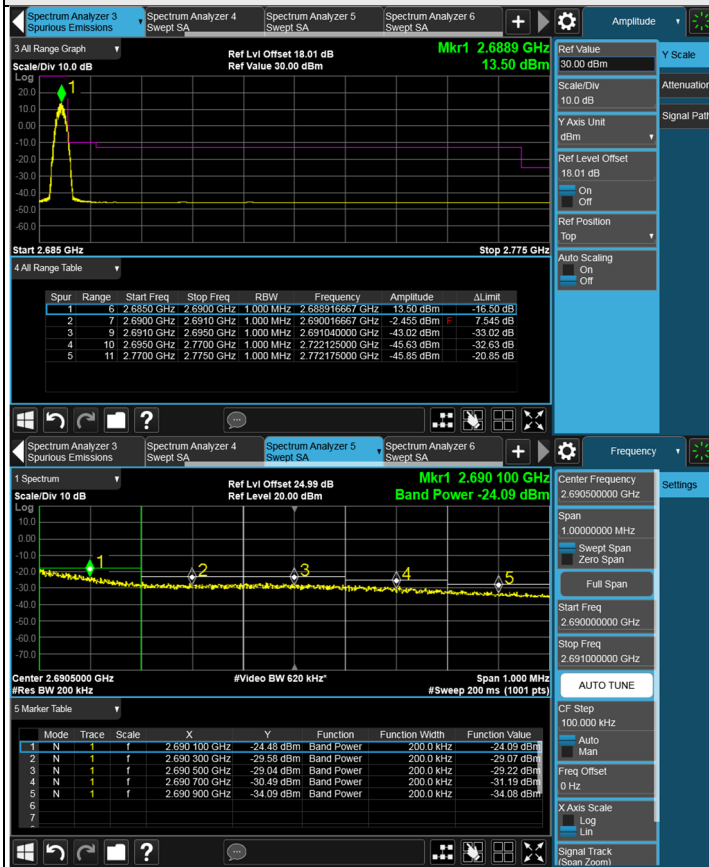 Spectrum Analyzer 3
Spurious Emissions
Spectrum Analyzer 4
Swept SA
Spectrum Analyzer 5
Swept SA
Spectrum Analyzer 6
Swept SA
+
Amplitude
3 All Range Graph
Scale/Div 10.0 dB
Ref Lvl Offset 18.01 dB
Ref Value 30.00 dBm
Mkr1 2.6889 GHz
13.50 dBm
Log
20.0
10.0
0.00
-10.0
-20.0
-30.0
-40.0
-50.0
-60.0
1
Start 2.685 GHz
Stop 2.775 GHz
Ref Value
30.00 dBm
Scale/Div
10.0 dB
Y Axis Unit
dBm
Ref Level Offset
18.01 dB
On
Off
Ref Position
Top
Auto Scaling
On
Off
Y Scale
Attenuation
Signal Path
4 All Range Table
Spur Range Start Freq Stop Freq RBW Frequency Amplitude ΔLimit
1 6 2.6850 GHz 2.6900 GHz 1.000 MHz 2.688916667 GHz 13.50 dBm -16.50 dB
2 7 2.6900 GHz 2.6910 GHz 1.000 MHz 2.690016667 GHz -2.455 dBm F 7.545 dB
3 9 2.6910 GHz 2.6950 GHz 1.000 MHz 2.691040000 GHz -43.02 dBm -33.02 dB
4 10 2.6950 GHz 2.7700 GHz 1.000 MHz 2.722125000 GHz -45.63 dBm -32.63 dB
5 11 2.7700 GHz 2.7750 GHz 1.000 MHz 2.772175000 GHz -45.85 dBm -20.85 dB
?
Spectrum Analyzer 3
Spurious Emissions
Spectrum Analyzer 4
Swept SA
Spectrum Analyzer 5
Swept SA
Spectrum Analyzer 6
Swept SA
+
Frequency
1 Spectrum
Scale/Div 10 dB
Ref Lvl Offset 24.99 dB
Ref Level 20.00 dBm
Mkr1 2.690 100 GHz
Band Power -24.09 dBm
Log
10.0
0.00
-10.0
-20.0
-30.0
-40.0
-50.0
-60.0
-70.0
1
2
3
4
5
Center 2.6905000 GHz
#Res BW 200 kHz
#Video BW 620 kHz*
Span 1.000 MHz
#Sweep 200 ms (1001 pts)
Center Frequency
2.690500000 GHz
Span
1.00000000 MHz
Swept Span
Zero Span
Full Span
Start Freq
2.690000000 GHz
Stop Freq
2.691000000 GHz
AUTO TUNE
CF Step
100.000 kHz
Auto
Man
Freq Offset
0 Hz
X Axis Scale
Log
Lin
Signal Track
(Span Zoom)
Settings
5 Marker Table
Mode Trace Scale X Y Function Function Width Function Value
1 N 1 f 2.690 100 GHz -24.48 dBm Band Power 200.0 kHz -24.09 dBm
2 N 1 f 2.690 300 GHz -29.58 dBm Band Power 200.0 kHz -29.07 dBm
3 N 1 f 2.690 500 GHz -29.04 dBm Band Power 200.0 kHz -29.22 dBm
4 N 1 f 2.690 700 GHz -30.49 dBm Band Power 200.0 kHz -31.19 dBm
5 N 1 f 2.690 900 GHz -34.09 dBm Band Power 200.0 kHz -34.08 dBm
6
7
?